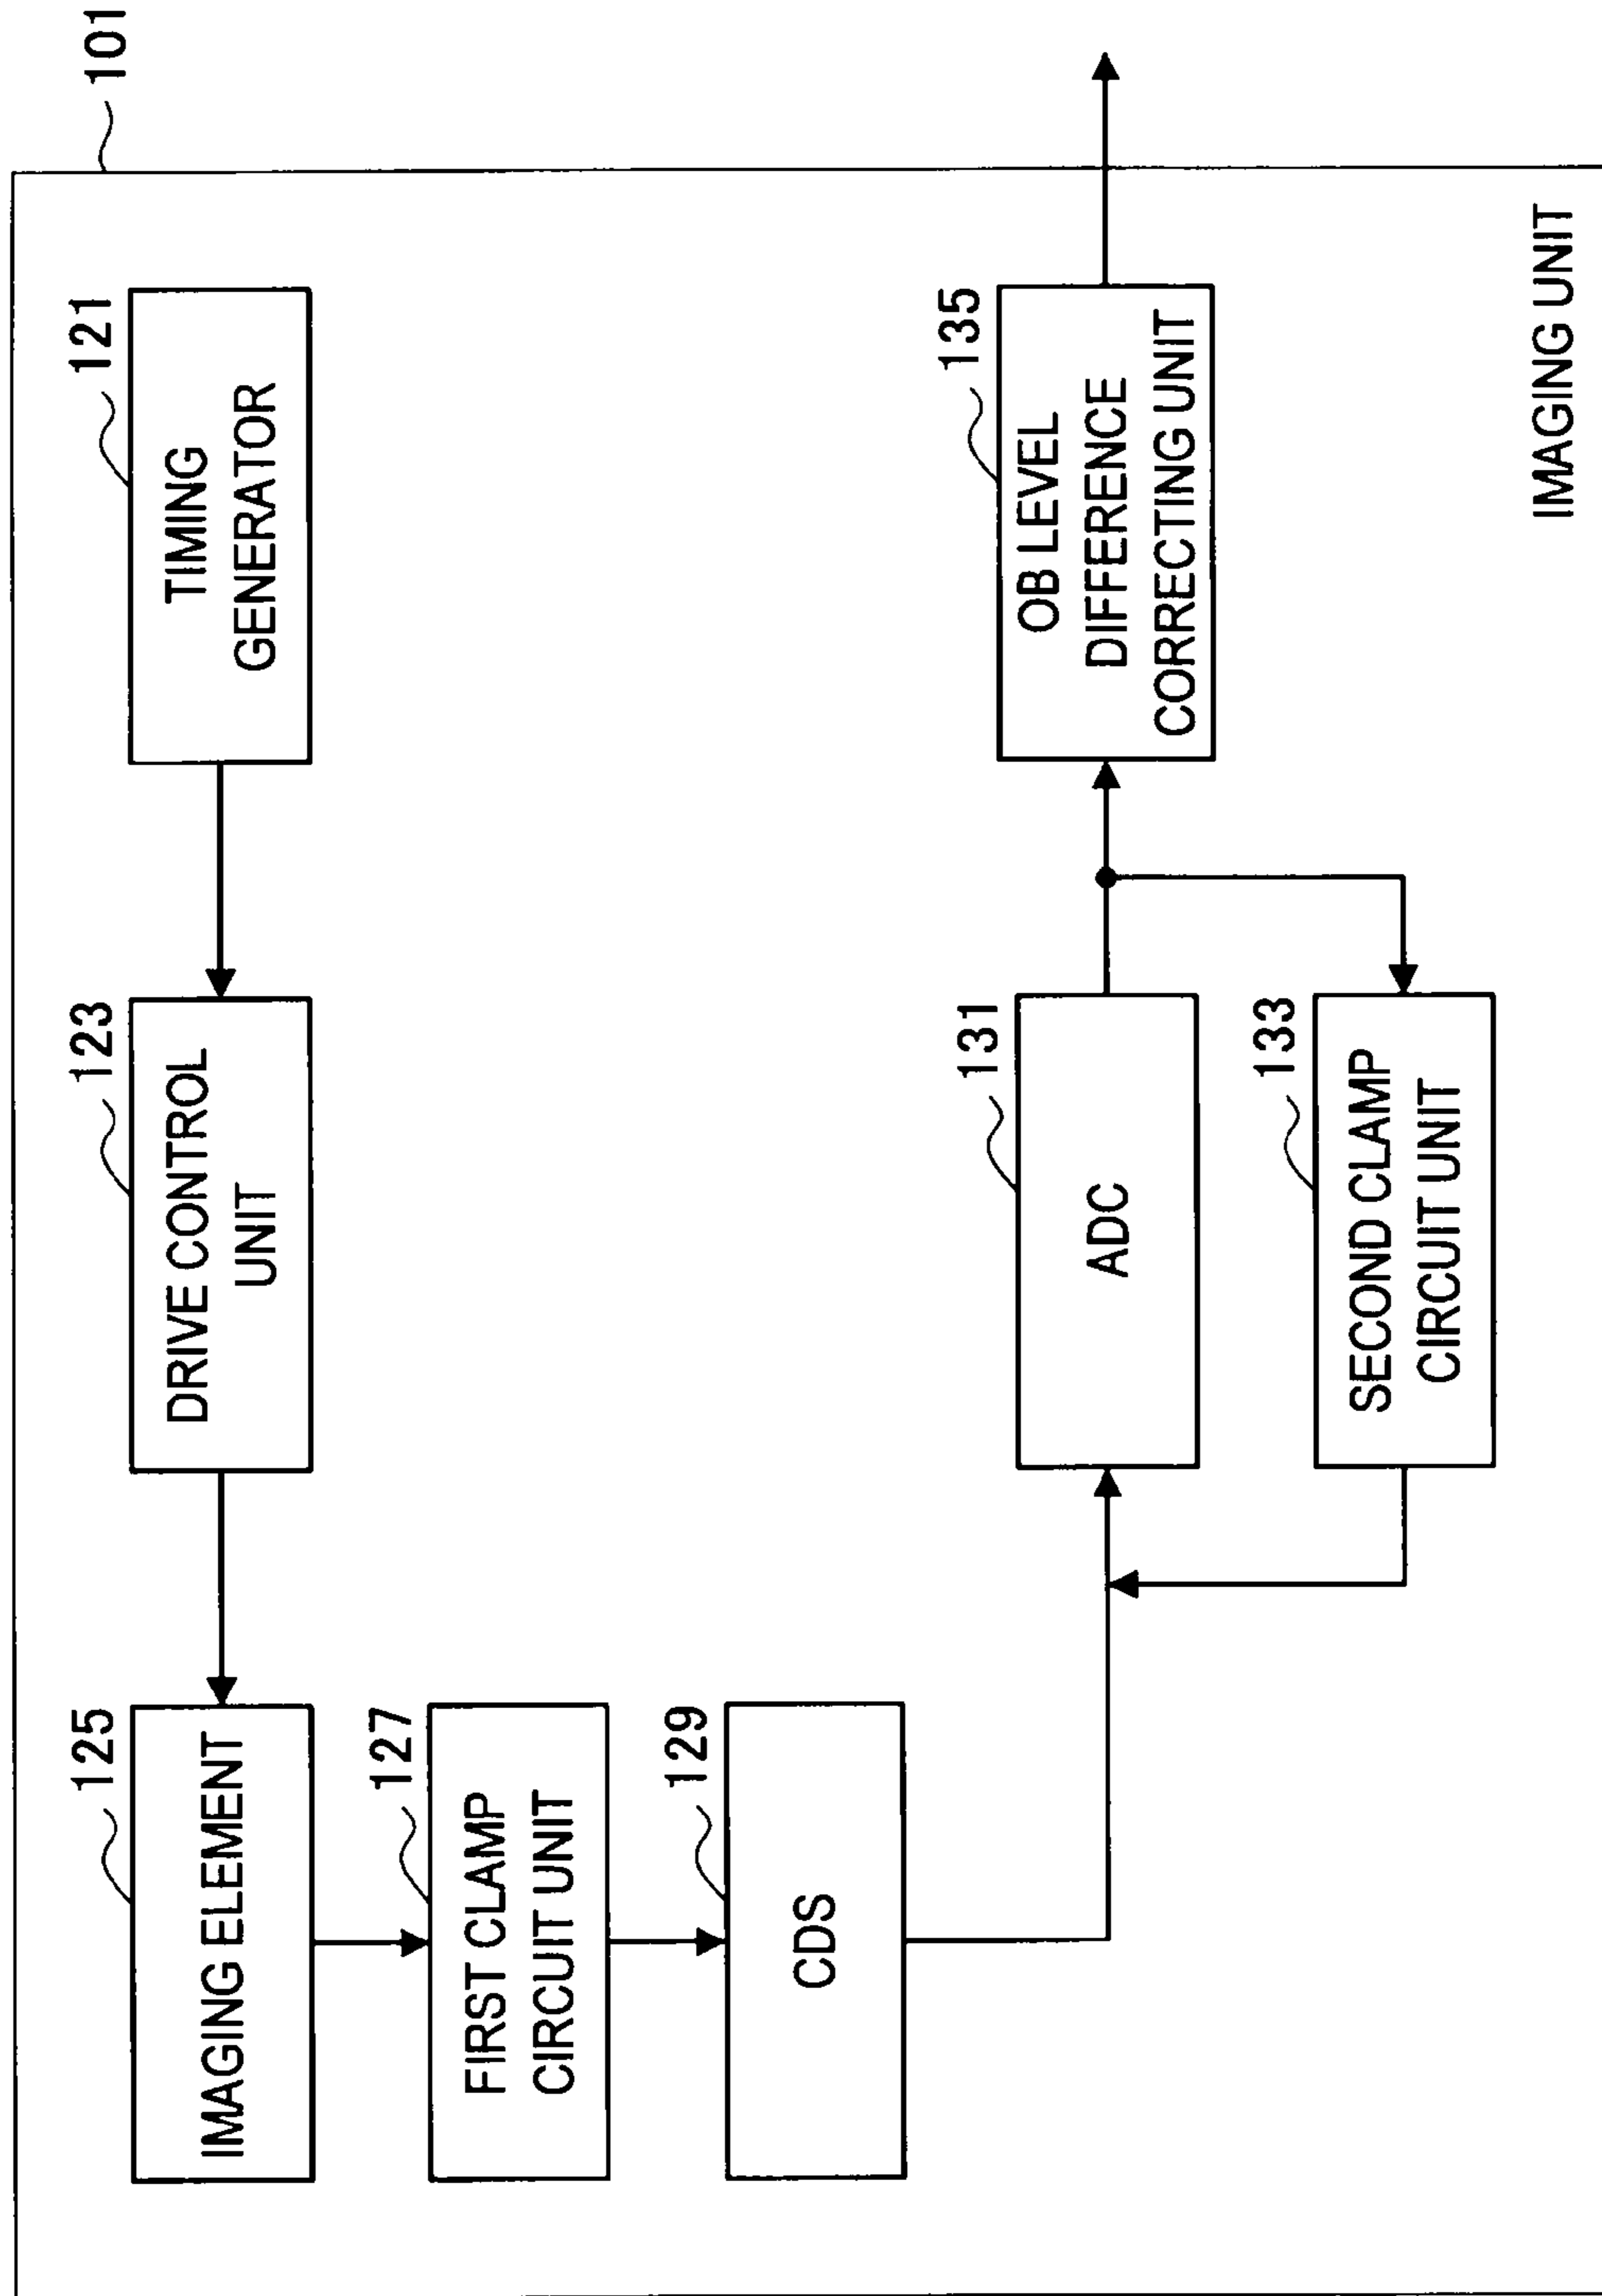 101
125
IMAGING ELEMENT
123
DRIVE CONTROL
UNIT
121
TIMING
GENERATOR
127
FIRST CLAMP
CIRCUIT UNIT
129
CDS
131
ADC
135
OB LEVEL
DIFFERENCE
CORRECTING UNIT
133
SECOND CLAMP
CIRCUIT UNIT
IMAGING UNIT